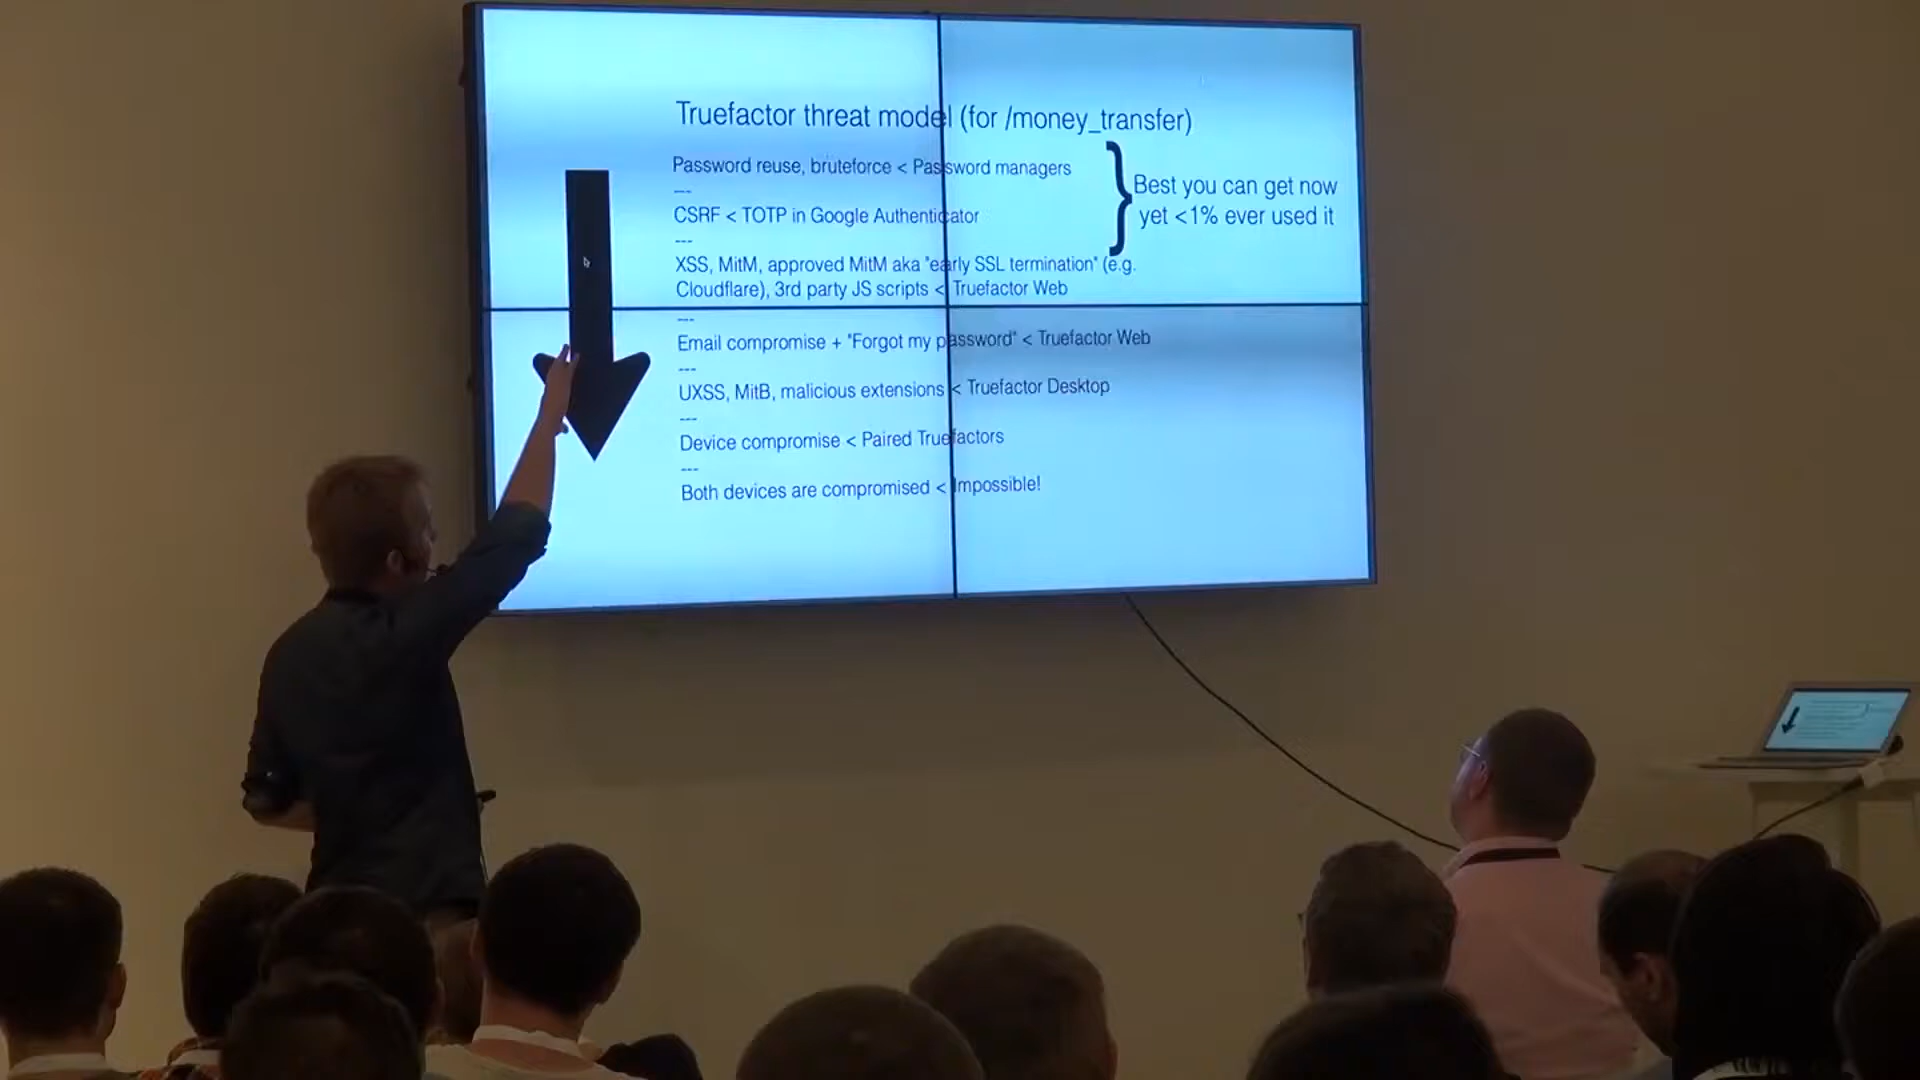 Truefactor threat model (for /money_transfer)
Password reuse, bruteforce < Password managers
---
CSRF < TOTP in Google Authenticator
---
XSS, MitM, approved MitM aka "early SSL termination" (e.g.
Cloudflare), 3rd party JS scripts < Truefactor Web
---
Email compromise + "Forgot my password" < Truefactor Web
---
UXSS, MitB, malicious extensions < Truefactor Desktop
---
Device compromise < Paired Truefactors
---
Both devices are compromised < Impossible!
}
Best you can get now
yet <1% ever used it